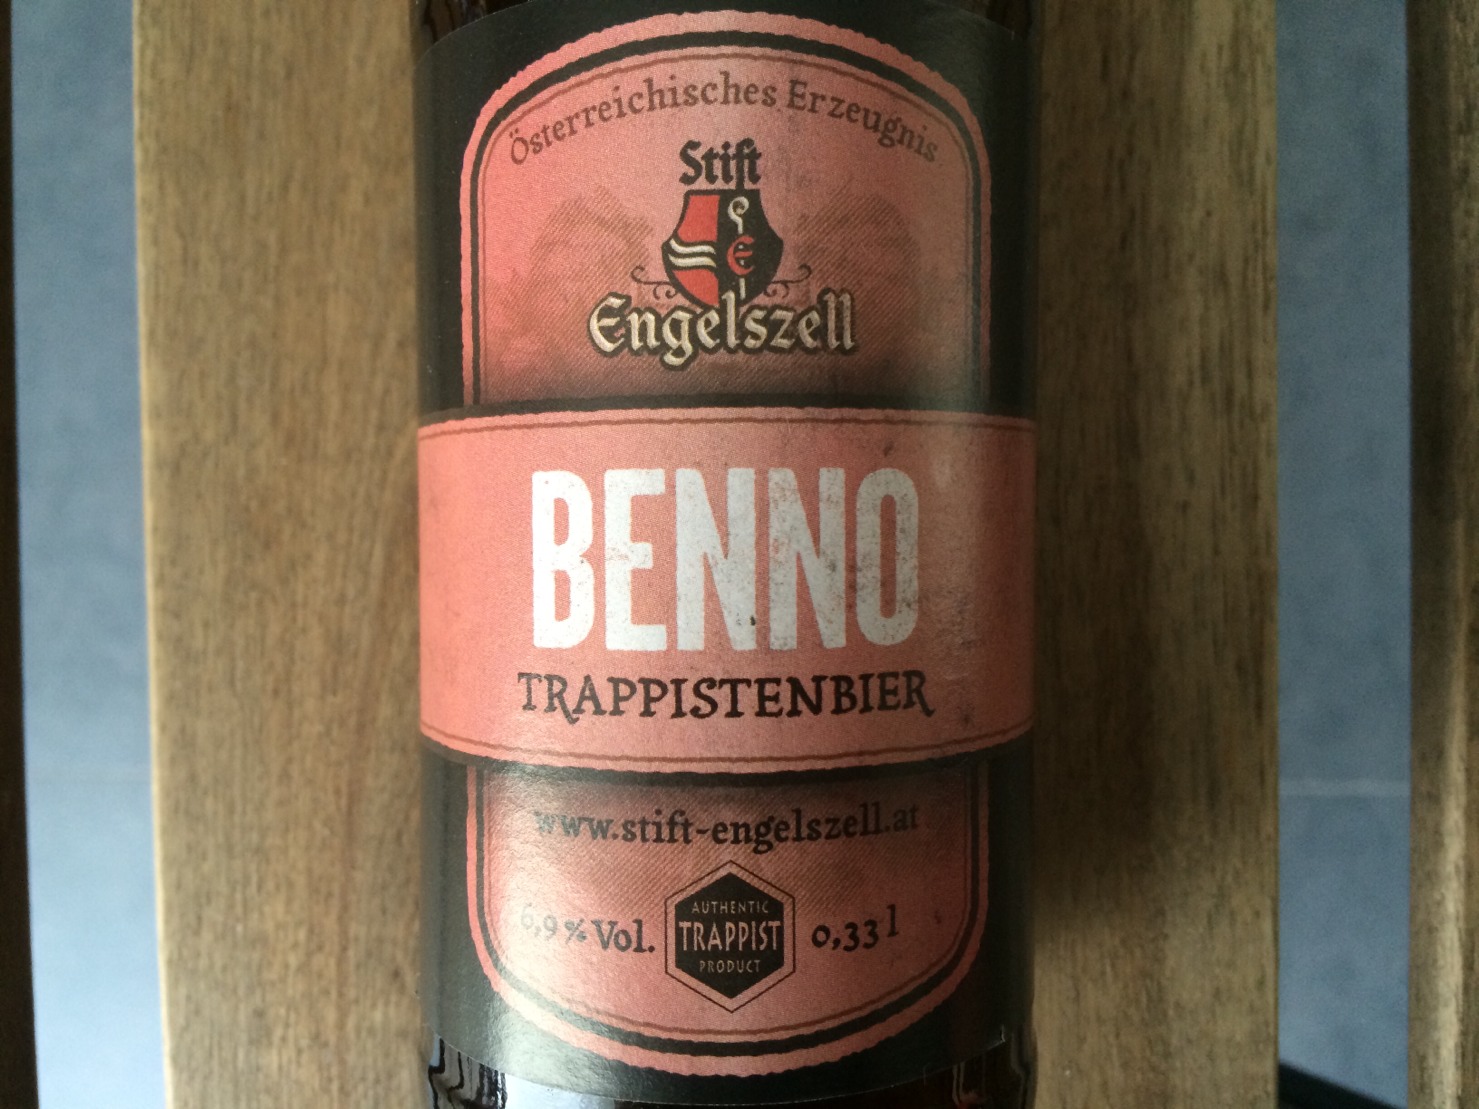 Österreichisches Erzeugnis
Stift
E
Engelszell
BENNO
TRAPPISTENBIER
www.stift-engelszell.at
6,9 % Vol.
AUTHENTIC
TRAPPIST
PRODUCT
0,33 l